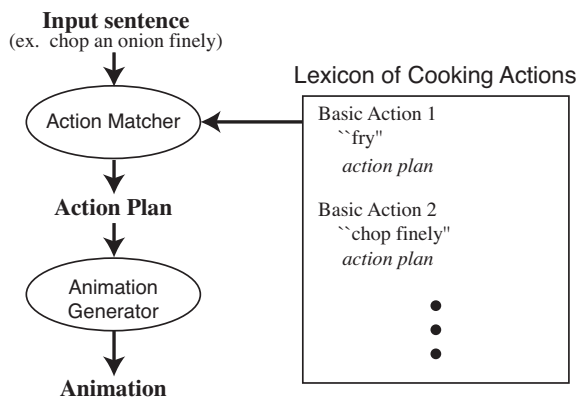 Input sentence
(ex. chop an onion finely)
Action Matcher
Action Plan
Animation
Generator
Animation
Lexicon of Cooking Actions
Basic Action 1
``fry"
action plan
Basic Action 2
``chop finely"
action plan